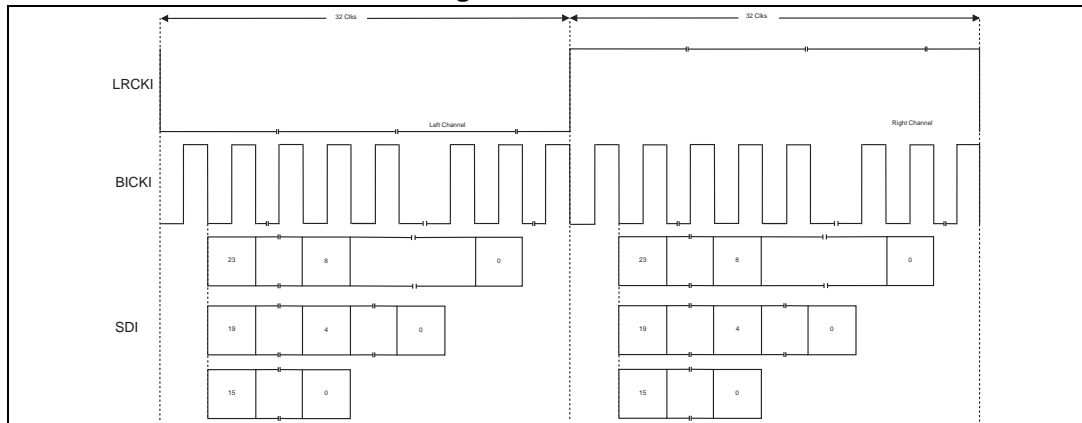 32 Clks 32 Clks
LRCKI
Left Channel Right Channel
BICKI
23 8 0 23 8 0
SDI
19 4 0 19 4 0
15 0 15 0